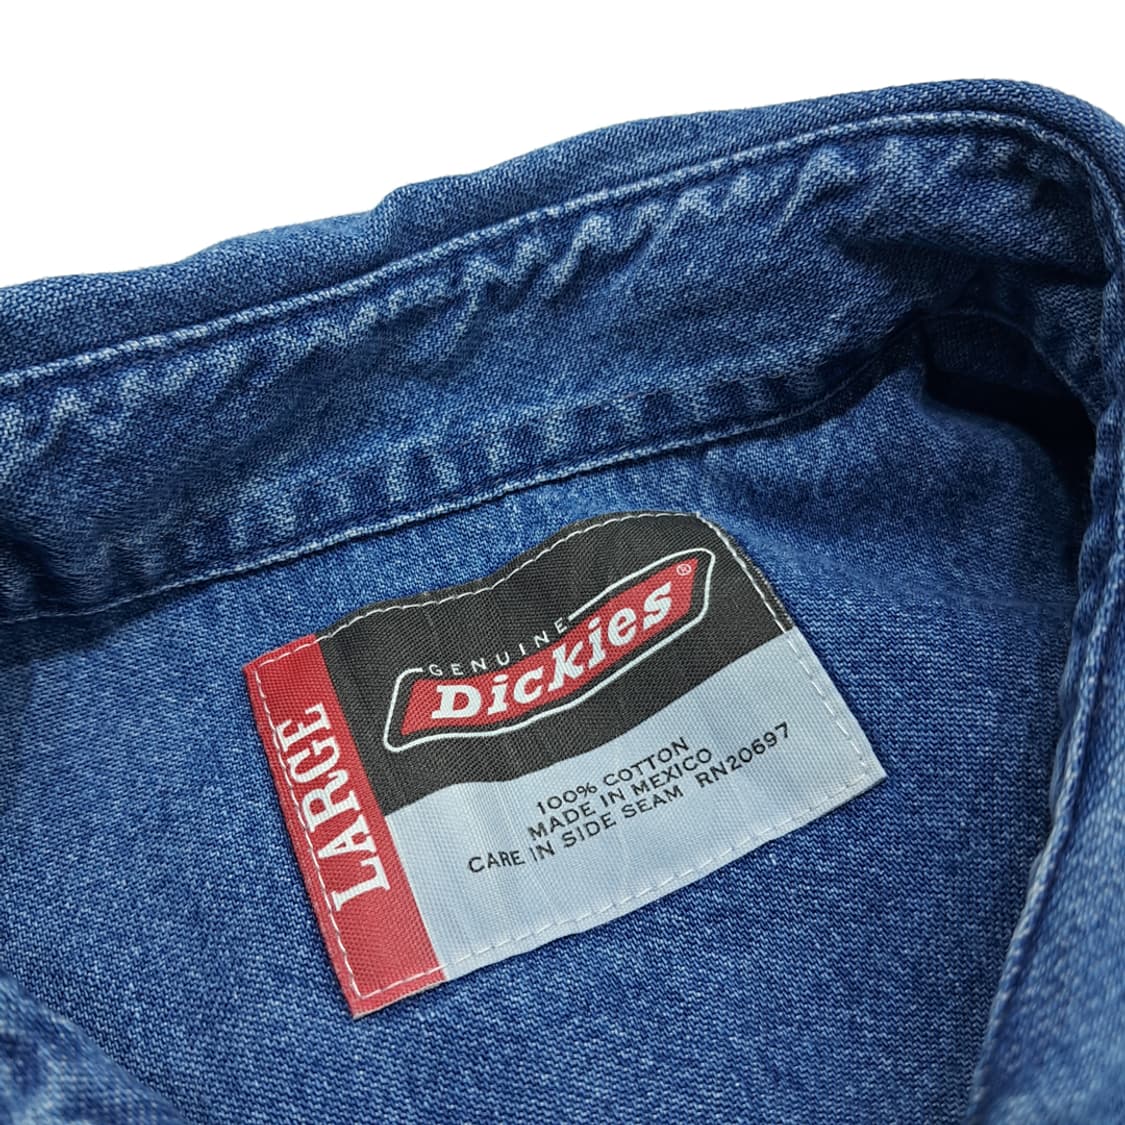 GENUINE
Dickies®
LARGE
100% COTTON
MADE IN MEXICO
CARE IN SIDE SEAM RN20697